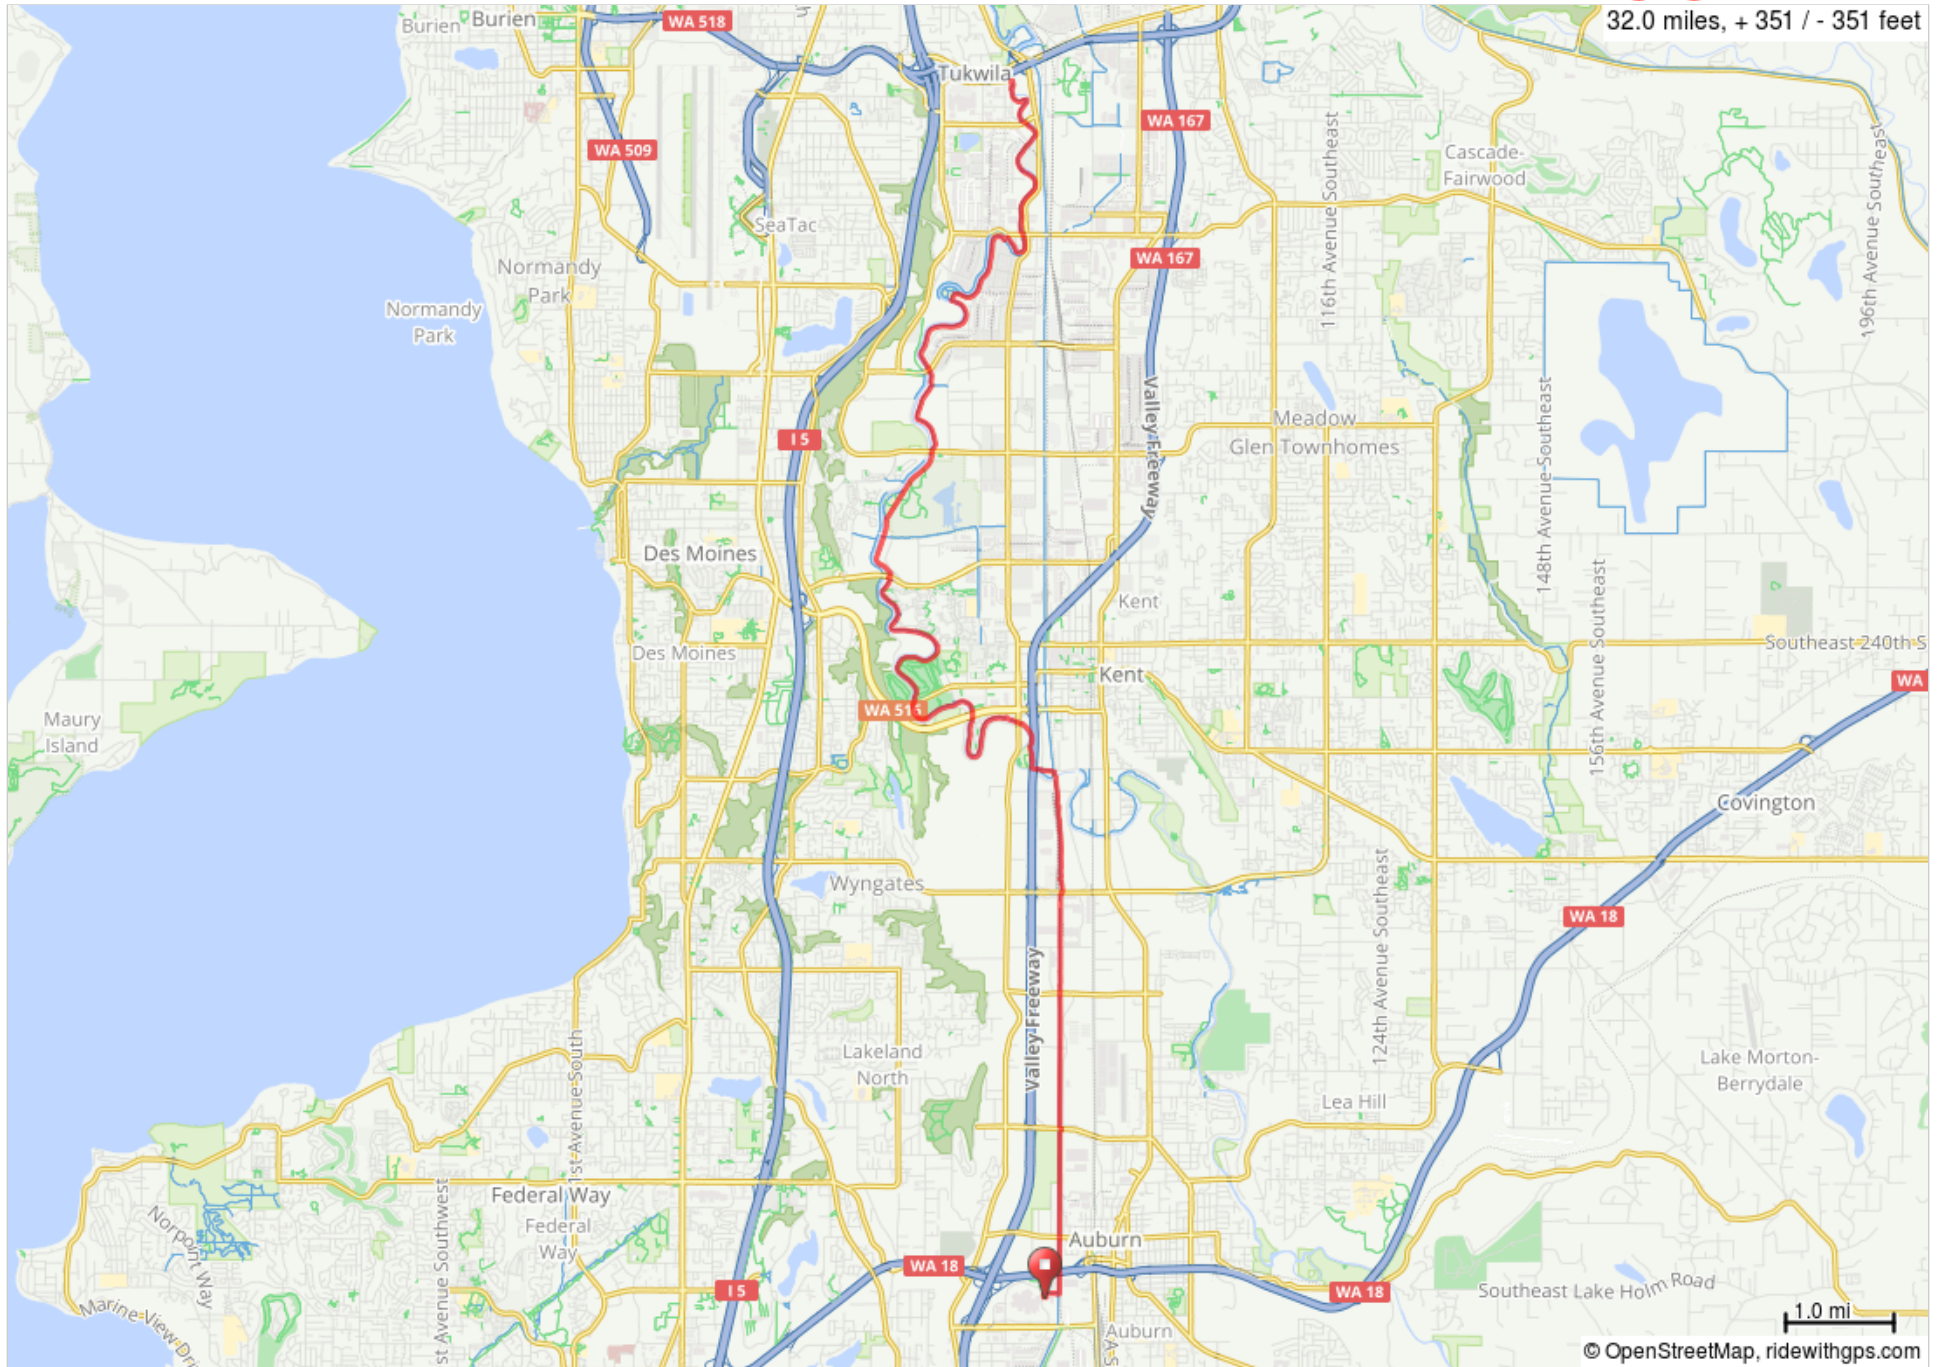 32.0 miles, + 351 / - 351 feet
Burien
Burien
WA 518
Tukwila
WA 509
WA 167
116th Avenue Southeast
Cascade-
Fairwood
196th Avenue Southeast
SeaTac
WA 167
Normandy
Park
Normandy
Park
Valley Freeway
I 5
Meadow
Glen Townhomes
148th Avenue Southeast
Des Moines
Kent
156th Avenue Southeast
Southeast 240th S
Des Moines
Kent
WA
WA 516
Maury
Island
Covington
Wyngates
124th Avenue Southeast
WA 18
Valley Freeway
Lakeland
North
1st Avenue South
Lake Morton-
Berrydale
Lea Hill
Federal Way
Federal
Way
st Avenue Southwest
Norpoint Way
Auburn
WA 18
I 5
WA 18
Southeast Lake Holm Road
Marine View Dri
Auburn
A S
1.0 mi
© OpenStreetMap, ridewithgps.com